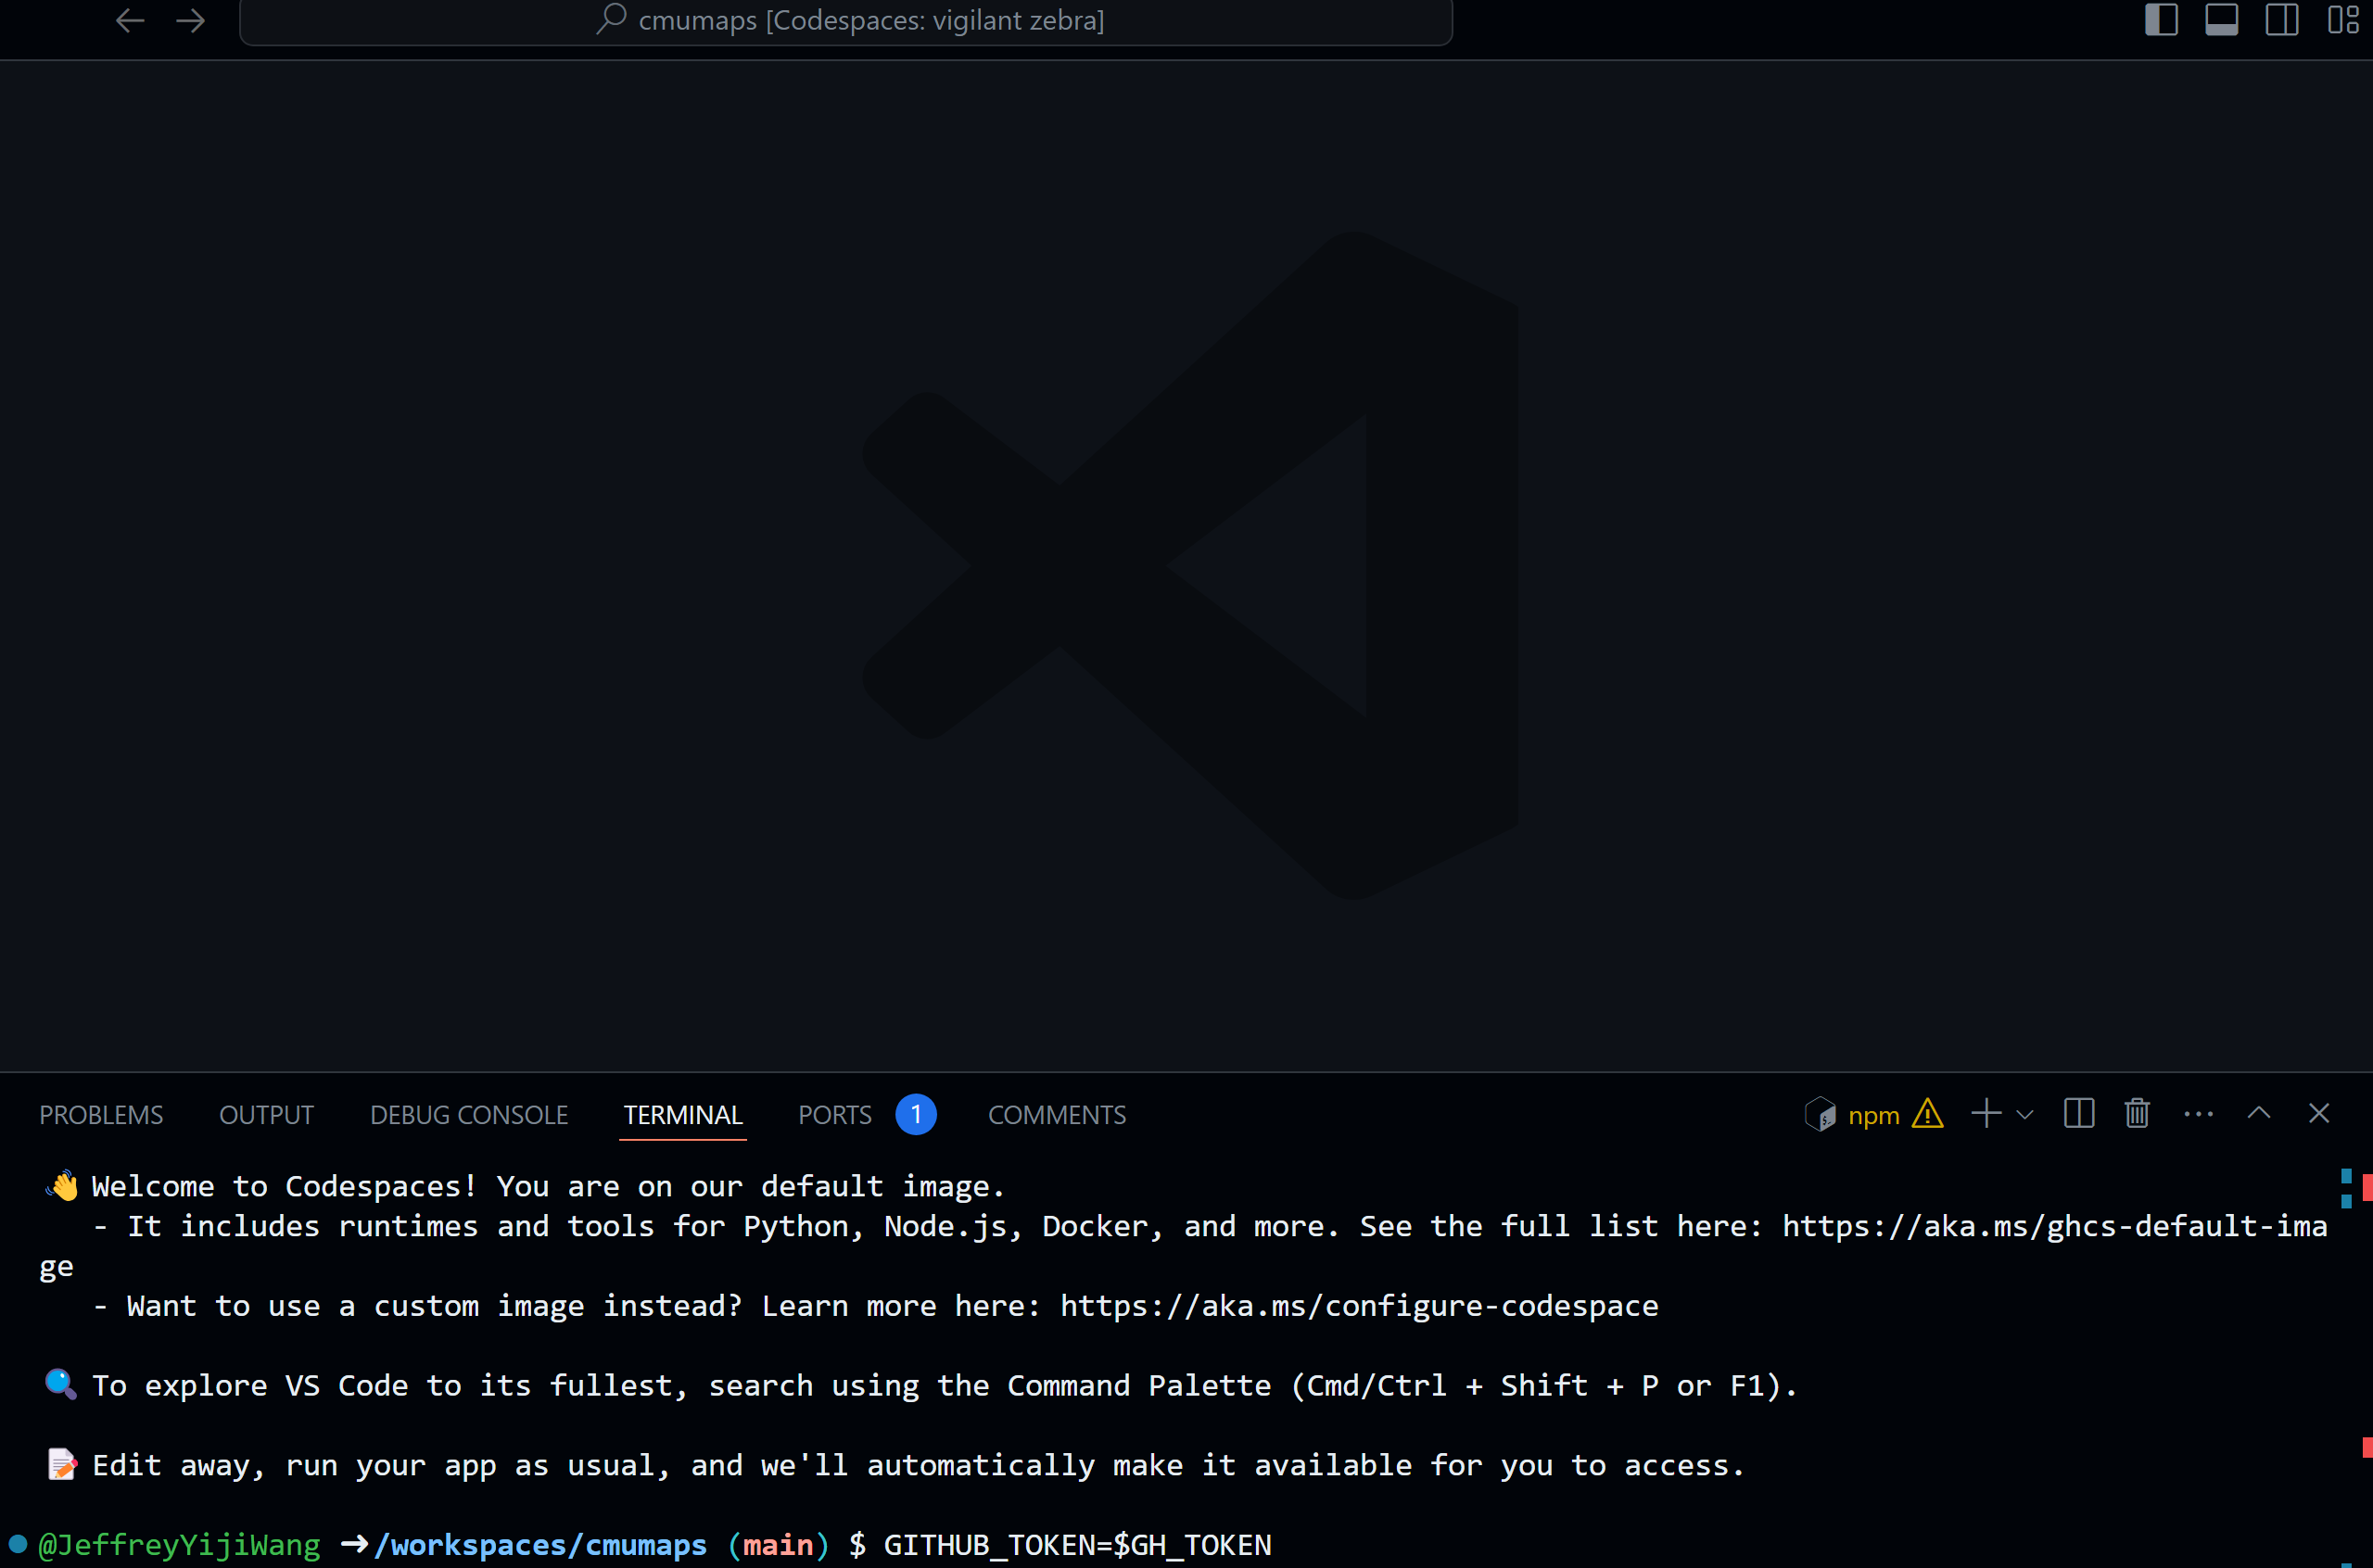 cmumaps [Codespaces: vigilant zebra]
PROBLEMS OUTPUT DEBUG CONSOLE TERMINAL PORTS 1 COMMENTS npm
👋 Welcome to Codespaces! You are on our default image.
- It includes runtimes and tools for Python, Node.js, Docker, and more. See the full list here: https://aka.ms/ghcs-default-ima
ge
- Want to use a custom image instead? Learn more here: https://aka.ms/configure-codespace
🔍 To explore VS Code to its fullest, search using the Command Palette (Cmd/Ctrl + Shift + P or F1).
📝 Edit away, run your app as usual, and we'll automatically make it available for you to access.
@JeffreyYijiWang ➜ /workspaces/cmumaps (main) $ GITHUB_TOKEN=$GH_TOKEN